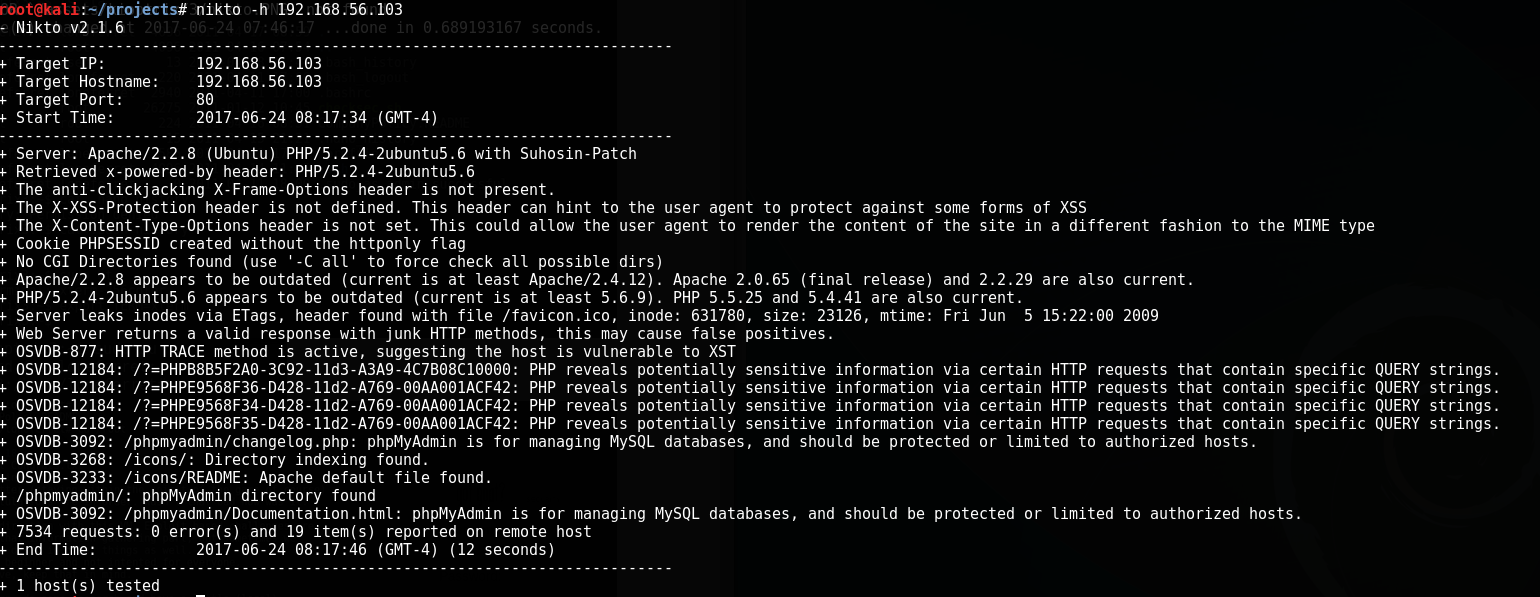 root@kali:~/projects# nikto -h 192.168.56.103
- Nikto v2.1.6 at 2017-06-24 07:46:17 ...done in 0.689193167 seconds.
---------------------------------------------------------------------------
+ Target IP:          192.168.56.103
+ Target Hostname:    192.168.56.103
+ Target Port:        80
+ Start Time:         2017-06-24 08:17:34 (GMT-4)
---------------------------------------------------------------------------
+ Server: Apache/2.2.8 (Ubuntu) PHP/5.2.4-2ubuntu5.6 with Suhosin-Patch
+ Retrieved x-powered-by header: PHP/5.2.4-2ubuntu5.6
+ The anti-clickjacking X-Frame-Options header is not present.
+ The X-XSS-Protection header is not defined. This header can hint to the user agent to protect against some forms of XSS
+ The X-Content-Type-Options header is not set. This could allow the user agent to render the content of the site in a different fashion to the MIME type
+ Cookie PHPSESSID created without the httponly flag
+ No CGI Directories found (use '-C all' to force check all possible dirs)
+ Apache/2.2.8 appears to be outdated (current is at least Apache/2.4.12). Apache 2.0.65 (final release) and 2.2.29 are also current.
+ PHP/5.2.4-2ubuntu5.6 appears to be outdated (current is at least 5.6.9). PHP 5.5.25 and 5.4.41 are also current.
+ Server leaks inodes via ETags, header found with file /favicon.ico, inode: 631780, size: 23126, mtime: Fri Jun  5 15:22:00 2009
+ Web Server returns a valid response with junk HTTP methods, this may cause false positives.
+ OSVDB-877: HTTP TRACE method is active, suggesting the host is vulnerable to XST
+ OSVDB-12184: /?=PHPB8B5F2A0-3C92-11d3-A3A9-4C7B08C10000: PHP reveals potentially sensitive information via certain HTTP requests that contain specific QUERY strings.
+ OSVDB-12184: /?=PHPE9568F36-D428-11d2-A769-00AA001ACF42: PHP reveals potentially sensitive information via certain HTTP requests that contain specific QUERY strings.
+ OSVDB-12184: /?=PHPE9568F34-D428-11d2-A769-00AA001ACF42: PHP reveals potentially sensitive information via certain HTTP requests that contain specific QUERY strings.
+ OSVDB-12184: /?=PHPE9568F35-D428-11d2-A769-00AA001ACF42: PHP reveals potentially sensitive information via certain HTTP requests that contain specific QUERY strings.
+ OSVDB-3092: /phpmyadmin/changelog.php: phpMyAdmin is for managing MySQL databases, and should be protected or limited to authorized hosts.
+ OSVDB-3268: /icons/: Directory indexing found.
+ OSVDB-3233: /icons/README: Apache default file found.
+ /phpmyadmin/: phpMyAdmin directory found
+ OSVDB-3092: /phpmyadmin/Documentation.html: phpMyAdmin is for managing MySQL databases, and should be protected or limited to authorized hosts.
+ 7534 requests: 0 error(s) and 19 item(s) reported on remote host
+ End Time:           2017-06-24 08:17:46 (GMT-4) (12 seconds)
---------------------------------------------------------------------------
+ 1 host(s) tested